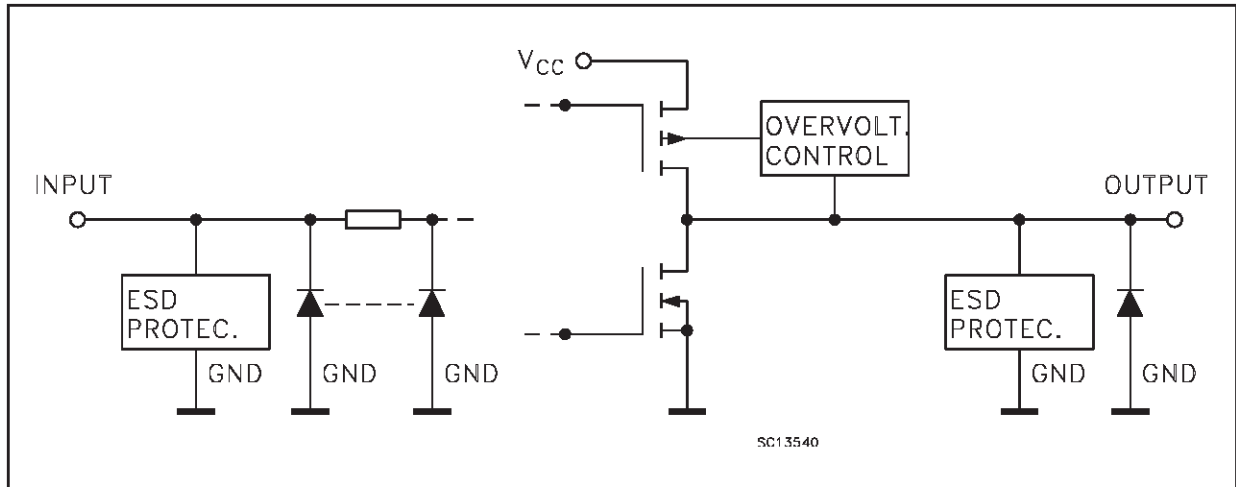 VCC
OVERVOLT.
CONTROL
INPUT
OUTPUT
ESD
PROTEC.
ESD
PROTEC.
GND
GND
GND
GND
GND
SC13540